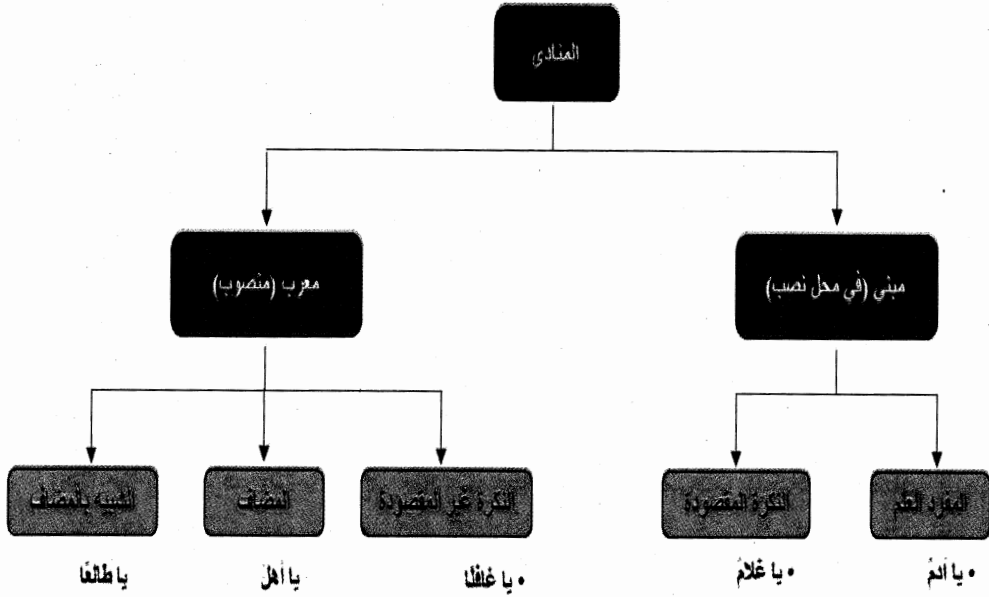 المنادى
مبني (في محل نصب)
معرب (منصوب)
المفرد العلم
النكرة المقصودة
النكرة غير المقصودة
المضاف
الشبيه بالمضاف
• يا آدمُ
• يا غلامُ
• يا غافلًا
يا أهلَ
يا طالعًا